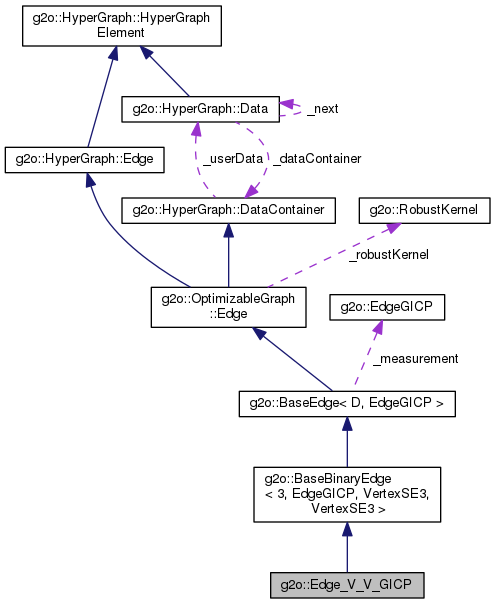 g2o::HyperGraph::HyperGraph
Element
g2o::HyperGraph::Data
_next
g2o::HyperGraph::Edge
_userData
_dataContainer
g2o::HyperGraph::DataContainer
g2o::RobustKernel
_robustKernel
g2o::OptimizableGraph
::Edge
g2o::EdgeGICP
_measurement
g2o::BaseEdge< D, EdgeGICP >
g2o::BaseBinaryEdge
< 3, EdgeGICP, VertexSE3,
VertexSE3 >
g2o::Edge_V_V_GICP